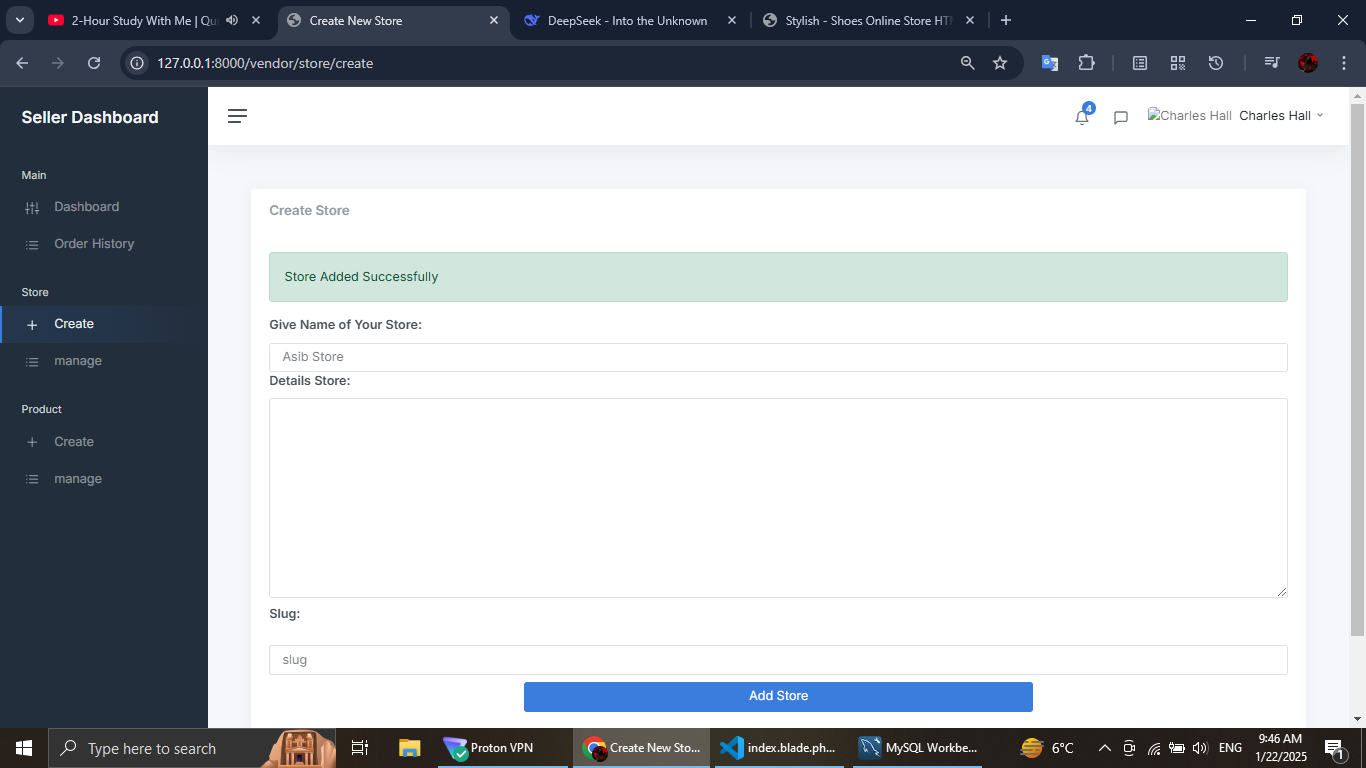 2-Hour Study With Me | Qu
Create New Store
DeepSeek - Into the Unknown
Stylish - Shoes Online Store HTM
127.0.0.1:8000/vendor/store/create
Seller Dashboard
4
Charles Hall
Charles Hall
Main
Dashboard
Order History
Store
Create
manage
Product
Create
manage
Create Store
Store Added Successfully
Give Name of Your Store:
Asib Store
Details Store:
Slug:
slug
Add Store
Type here to search
Proton VPN
Create New Sto...
index.blade.ph...
MySQL Workbe...
6°C
ENG
9:46 AM
1/22/2025
1